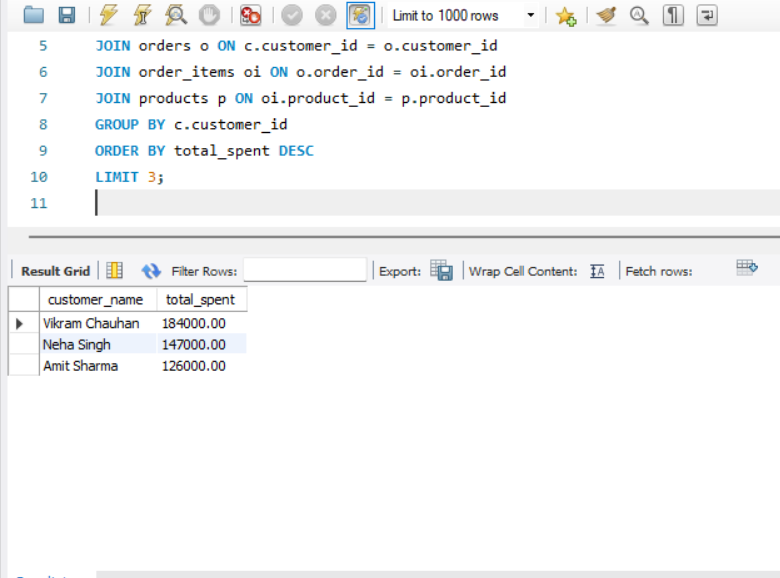 Limit to 1000 rows
5 JOIN orders o ON c.customer_id = o.customer_id
6 JOIN order_items oi ON o.order_id = oi.order_id
7 JOIN products p ON oi.product_id = p.product_id
8 GROUP BY c.customer_id
9 ORDER BY total_spent DESC
10 LIMIT 3;
11
Result Grid Filter Rows: Export: Wrap Cell Content: IA Fetch rows:
customer_name total_spent
Vikram Chauhan 184000.00
Neha Singh 147000.00
Amit Sharma 126000.00